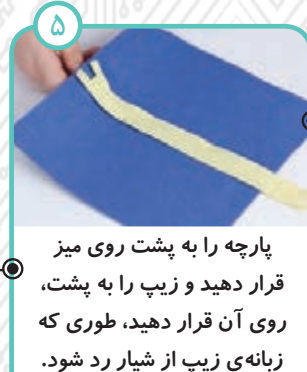 ۵
پارچه را به پشت روی میز
قرار دهید و زیپ را به پشت،
روی آن قرار دهید، طوری که
زبانه‌ی زیپ از شیار رد شود.